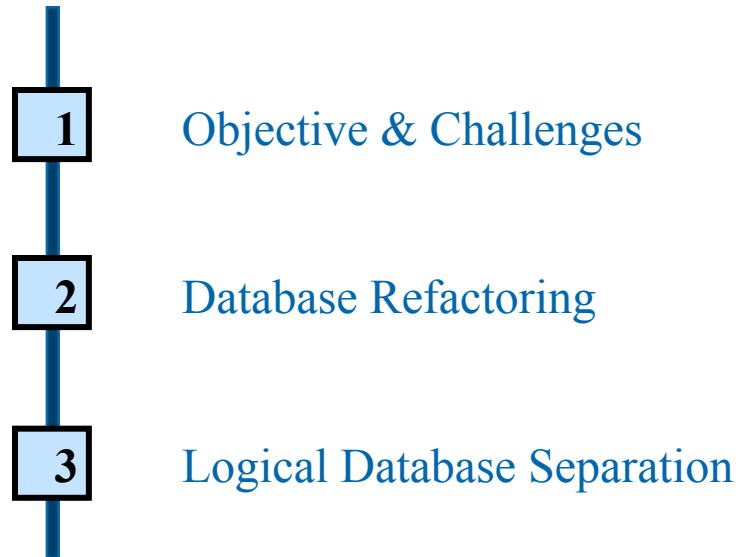 1 Objective & Challenges
2 Database Refactoring
3 Logical Database Separation